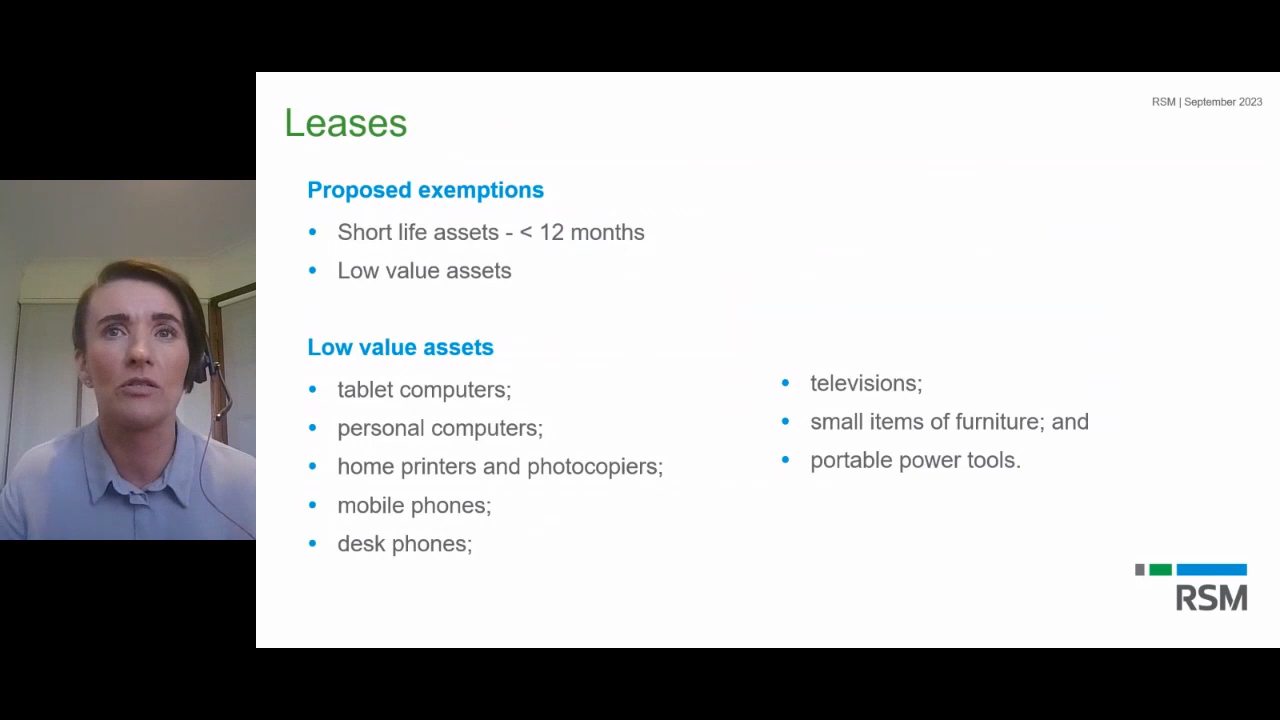 RSM | September 2023
Leases
Proposed exemptions
• Short life assets - < 12 months
• Low value assets
Low value assets
• tablet computers;
• personal computers;
• home printers and photocopiers;
• mobile phones;
• desk phones;
• televisions;
• small items of furniture; and
• portable power tools.
RSM